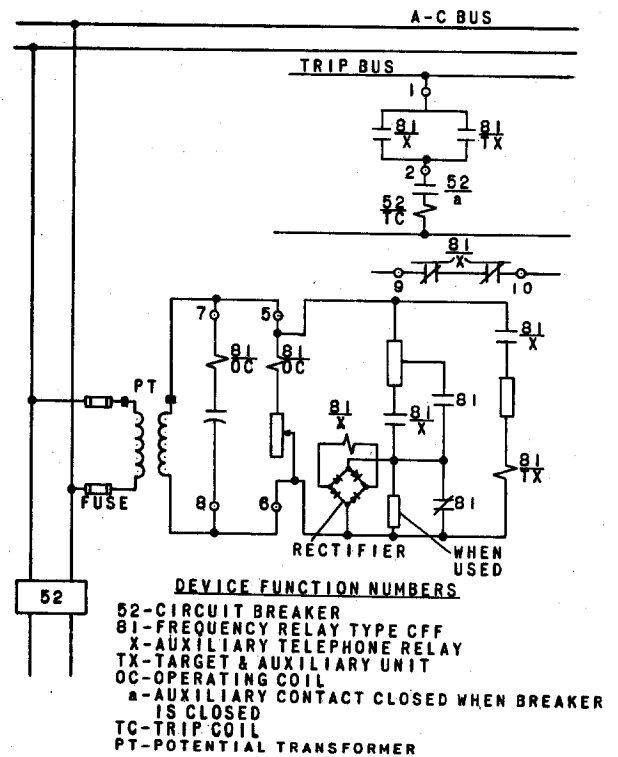 A-C BUS
TRIP BUS
1
81
X
81
TX
2
52
a
52
TC
81
X
9
10
7
5
81
OC
81
OC
81
X
PT
81
81
X
81
X
FUSE
8
6
81
81
TX
RECTIFIER
WHEN
USED
52
DEVICE FUNCTION NUMBERS
52-CIRCUIT BREAKER
81-FREQUENCY RELAY TYPE CFF
X-AUXILIARY TELEPHONE RELAY
TX-TARGET & AUXILIARY UNIT
OC-OPERATING COIL
a-AUXILIARY CONTACT CLOSED WHEN BREAKER
IS CLOSED
TC-TRIP COIL
PT-POTENTIAL TRANSFORMER